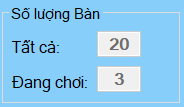 Số lượng Bàn
Tất cả: 20
Đang chơi: 3